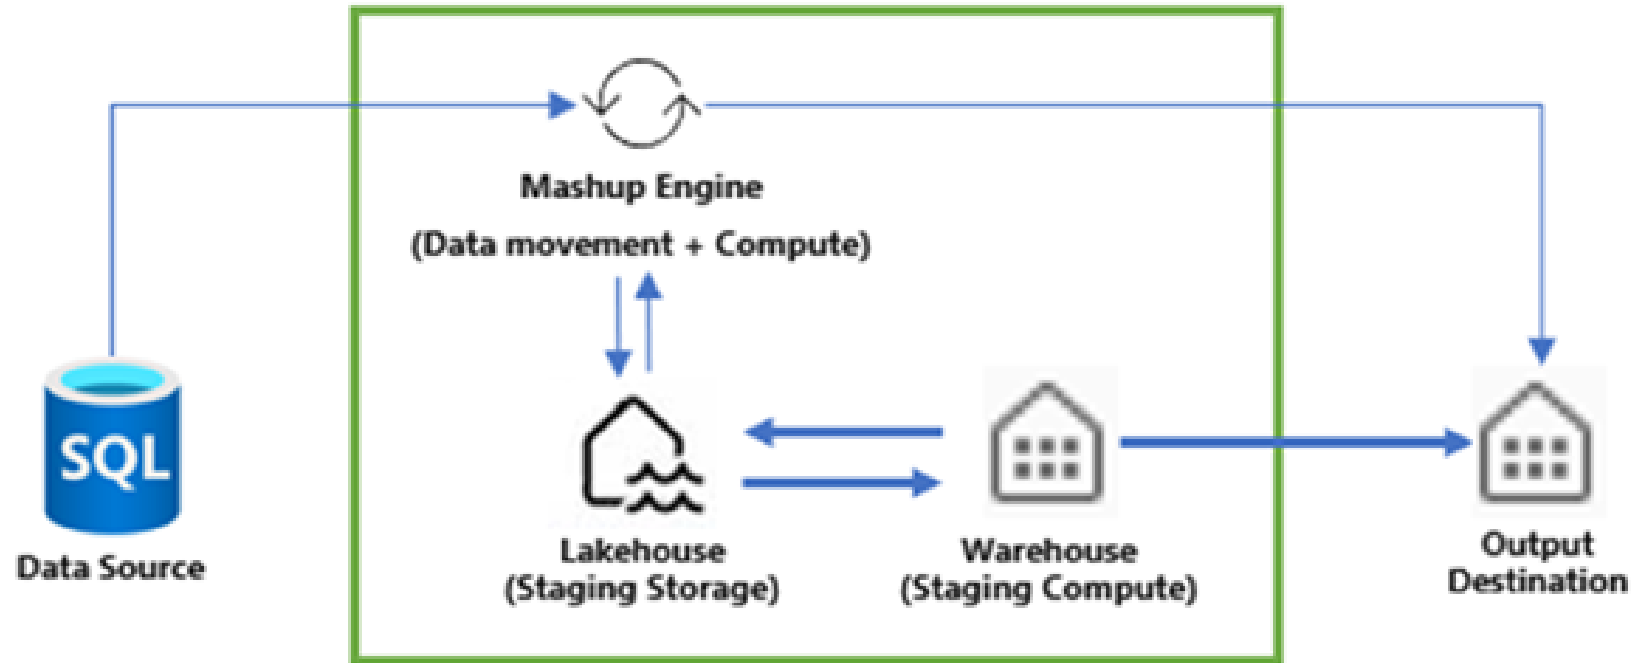 Mashup Engine
(Data movement + Compute)
SQL
Data Source
Lakehouse
(Staging Storage)
Warehouse
(Staging Compute)
Output
Destination